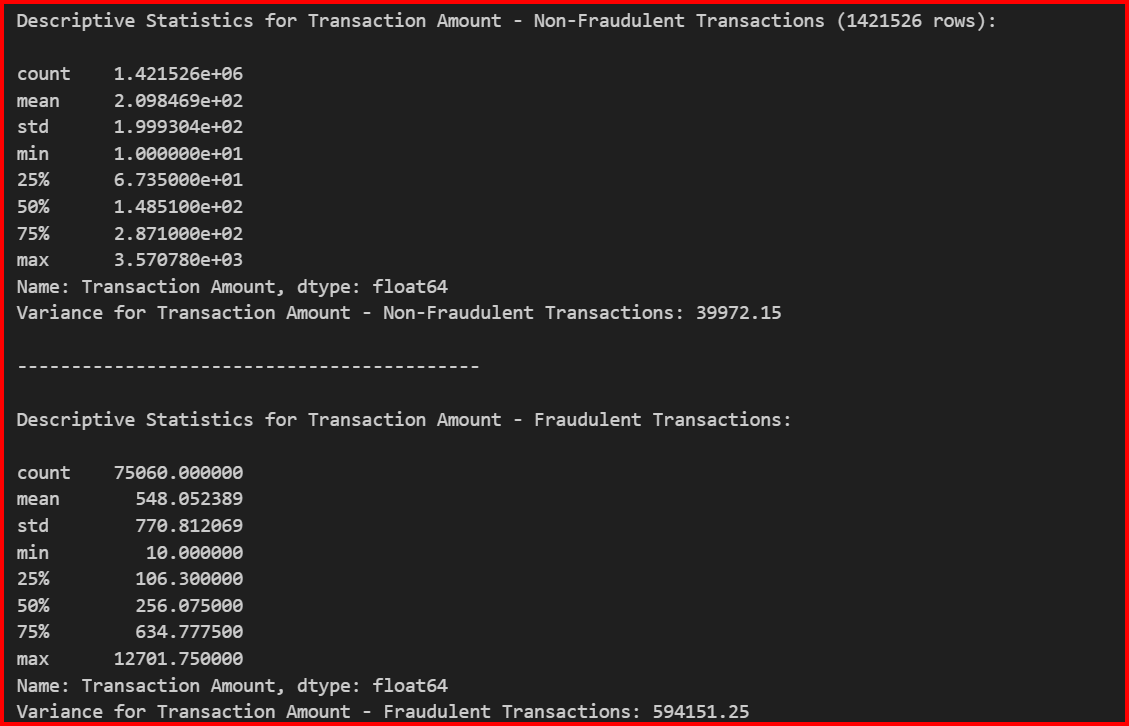 Descriptive Statistics for Transaction Amount - Non-Fraudulent Transactions (1421526 rows):
count 1.421526e+06
mean 2.098469e+02
std 1.999304e+02
min 1.000000e+01
25% 6.735000e+01
50% 1.485100e+02
75% 2.871000e+02
max 3.570780e+03
Name: Transaction Amount, dtype: float64
Variance for Transaction Amount - Non-Fraudulent Transactions: 39972.15
-------------------------------------------
Descriptive Statistics for Transaction Amount - Fraudulent Transactions:
count 75060.000000
mean 548.052389
std 770.812069
min 10.000000
25% 106.300000
50% 256.075000
75% 634.777500
max 12701.750000
Name: Transaction Amount, dtype: float64
Variance for Transaction Amount - Fraudulent Transactions: 594151.25